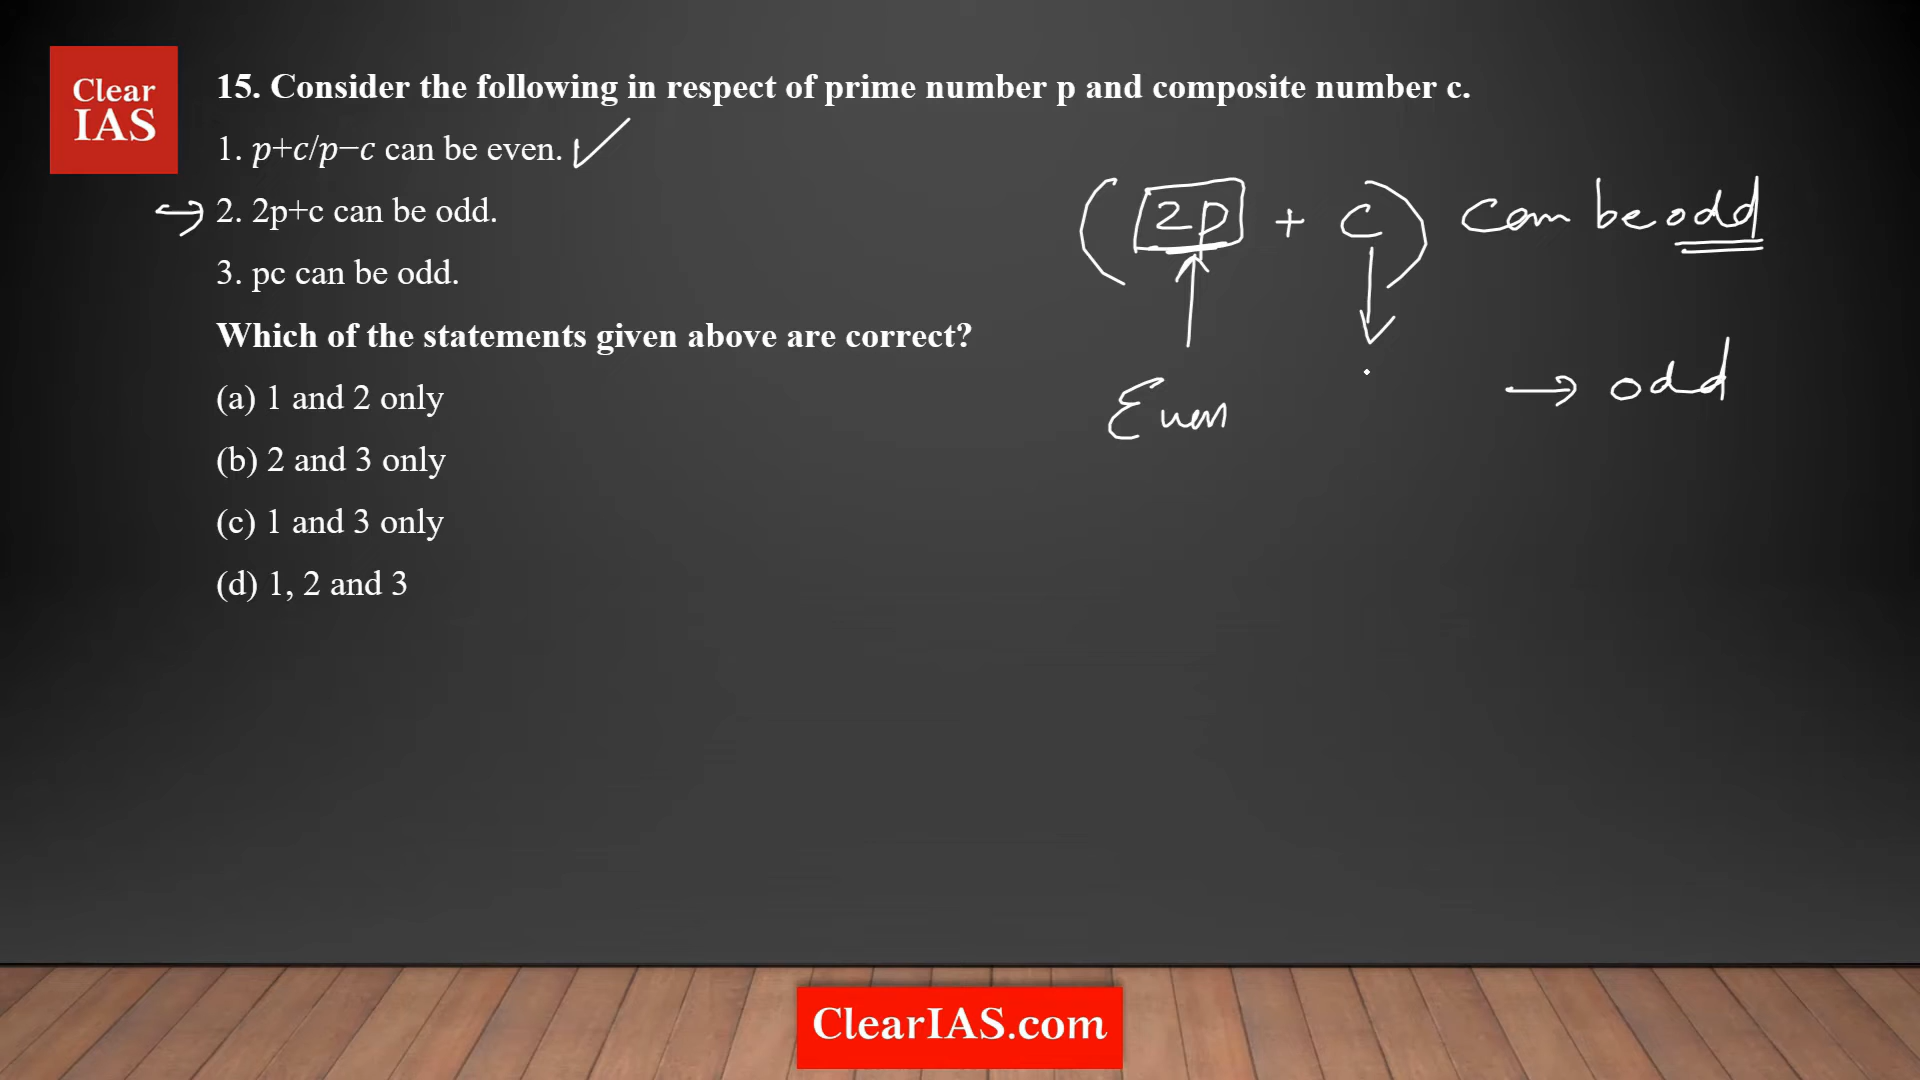 Clear
IAS
15. Consider the following in respect of prime number p and composite number c.
1. p+c/p−c can be even.
2. 2p+c can be odd.
3. pc can be odd.
Which of the statements given above are correct?
(a) 1 and 2 only
(b) 2 and 3 only
(c) 1 and 3 only
(d) 1, 2 and 3
(2p + c) can be odd
Even → odd
ClearIAS.com